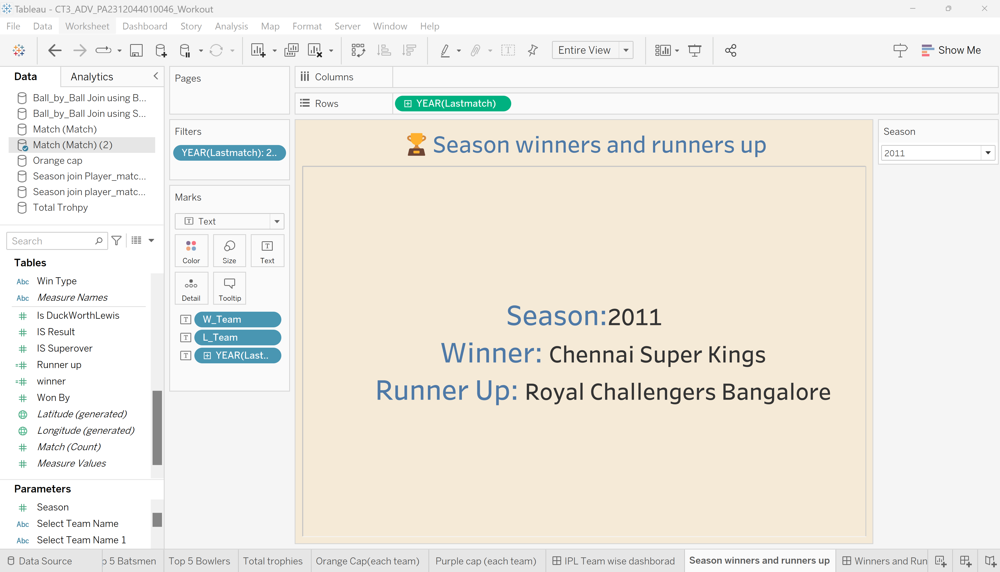 Tableau - CT3_ADV_PA2312044010046_Workout
File Data Worksheet Dashboard Story Analysis Map Format Server Window Help
Entire View
Show Me
Data
Analytics
Ball_by_Ball Join using B...
Ball_by_Ball Join using S...
Match (Match)
Match (Match) (2)
Orange cap
Season join Player_matc...
Season join player_matc...
Total Trohpy
Search
Tables
Abc Win Type
Abc Measure Names
Is DuckWorthLewis
IS Result
IS Superover
Runner up
winner
Won By
Latitude (generated)
Longitude (generated)
Match (Count)
Measure Values
Parameters
Season
Abc Select Team Name
Abc Select Team Name 1
Pages
Filters
YEAR(Lastmatch): 2..
Marks
T Text
Color
Size
T Text
Detail
Tooltip
T W_Team
T L_Team
T YEAR(Last..
Columns
Rows
YEAR(Lastmatch)
Season winners and runners up
Season:2011
Winner: Chennai Super Kings
Runner Up: Royal Challengers Bangalore
Season
2011
Data Source
p 5 Batsmen
Top 5 Bowlers
Total trophies
Orange Cap(each team)
Purple cap (each team)
IPL Team wise dashborad
Season winners and runners up
Winners and Run